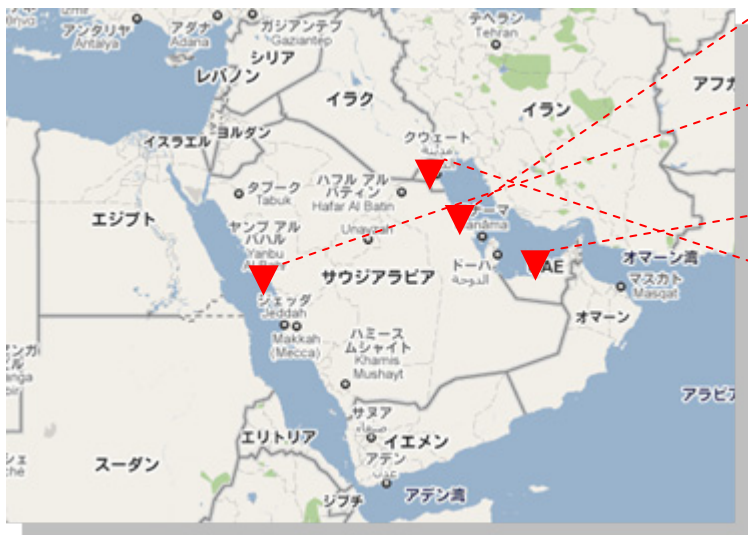 アンタリヤ
Antalya
アダナ
Adana
ガジアンテプ
Gaziantep
テヘラン
Tehran
シリア
レバノン
イラク
イラン
アフガ
イスラエル
ヨルダン
クウェート
タブーク
Tabuk
ハフル アル
バティン
Hafar Al Batin
エジプト
ヤンブ アル
バハル
Yanbu
サウジアラビア
ドーハ
الدوحة
UAE
オマーン湾
マスカト
Masqat
オマーン
ジェッダ
Jeddah
Makkah
(Mecca)
ハミース
ムシャイト
Khamis
Mushayt
アラビア
サヌア
صنعاء
イエメン
エリトリア
アデン
عدن
スーダン
ジブチ
アデン湾